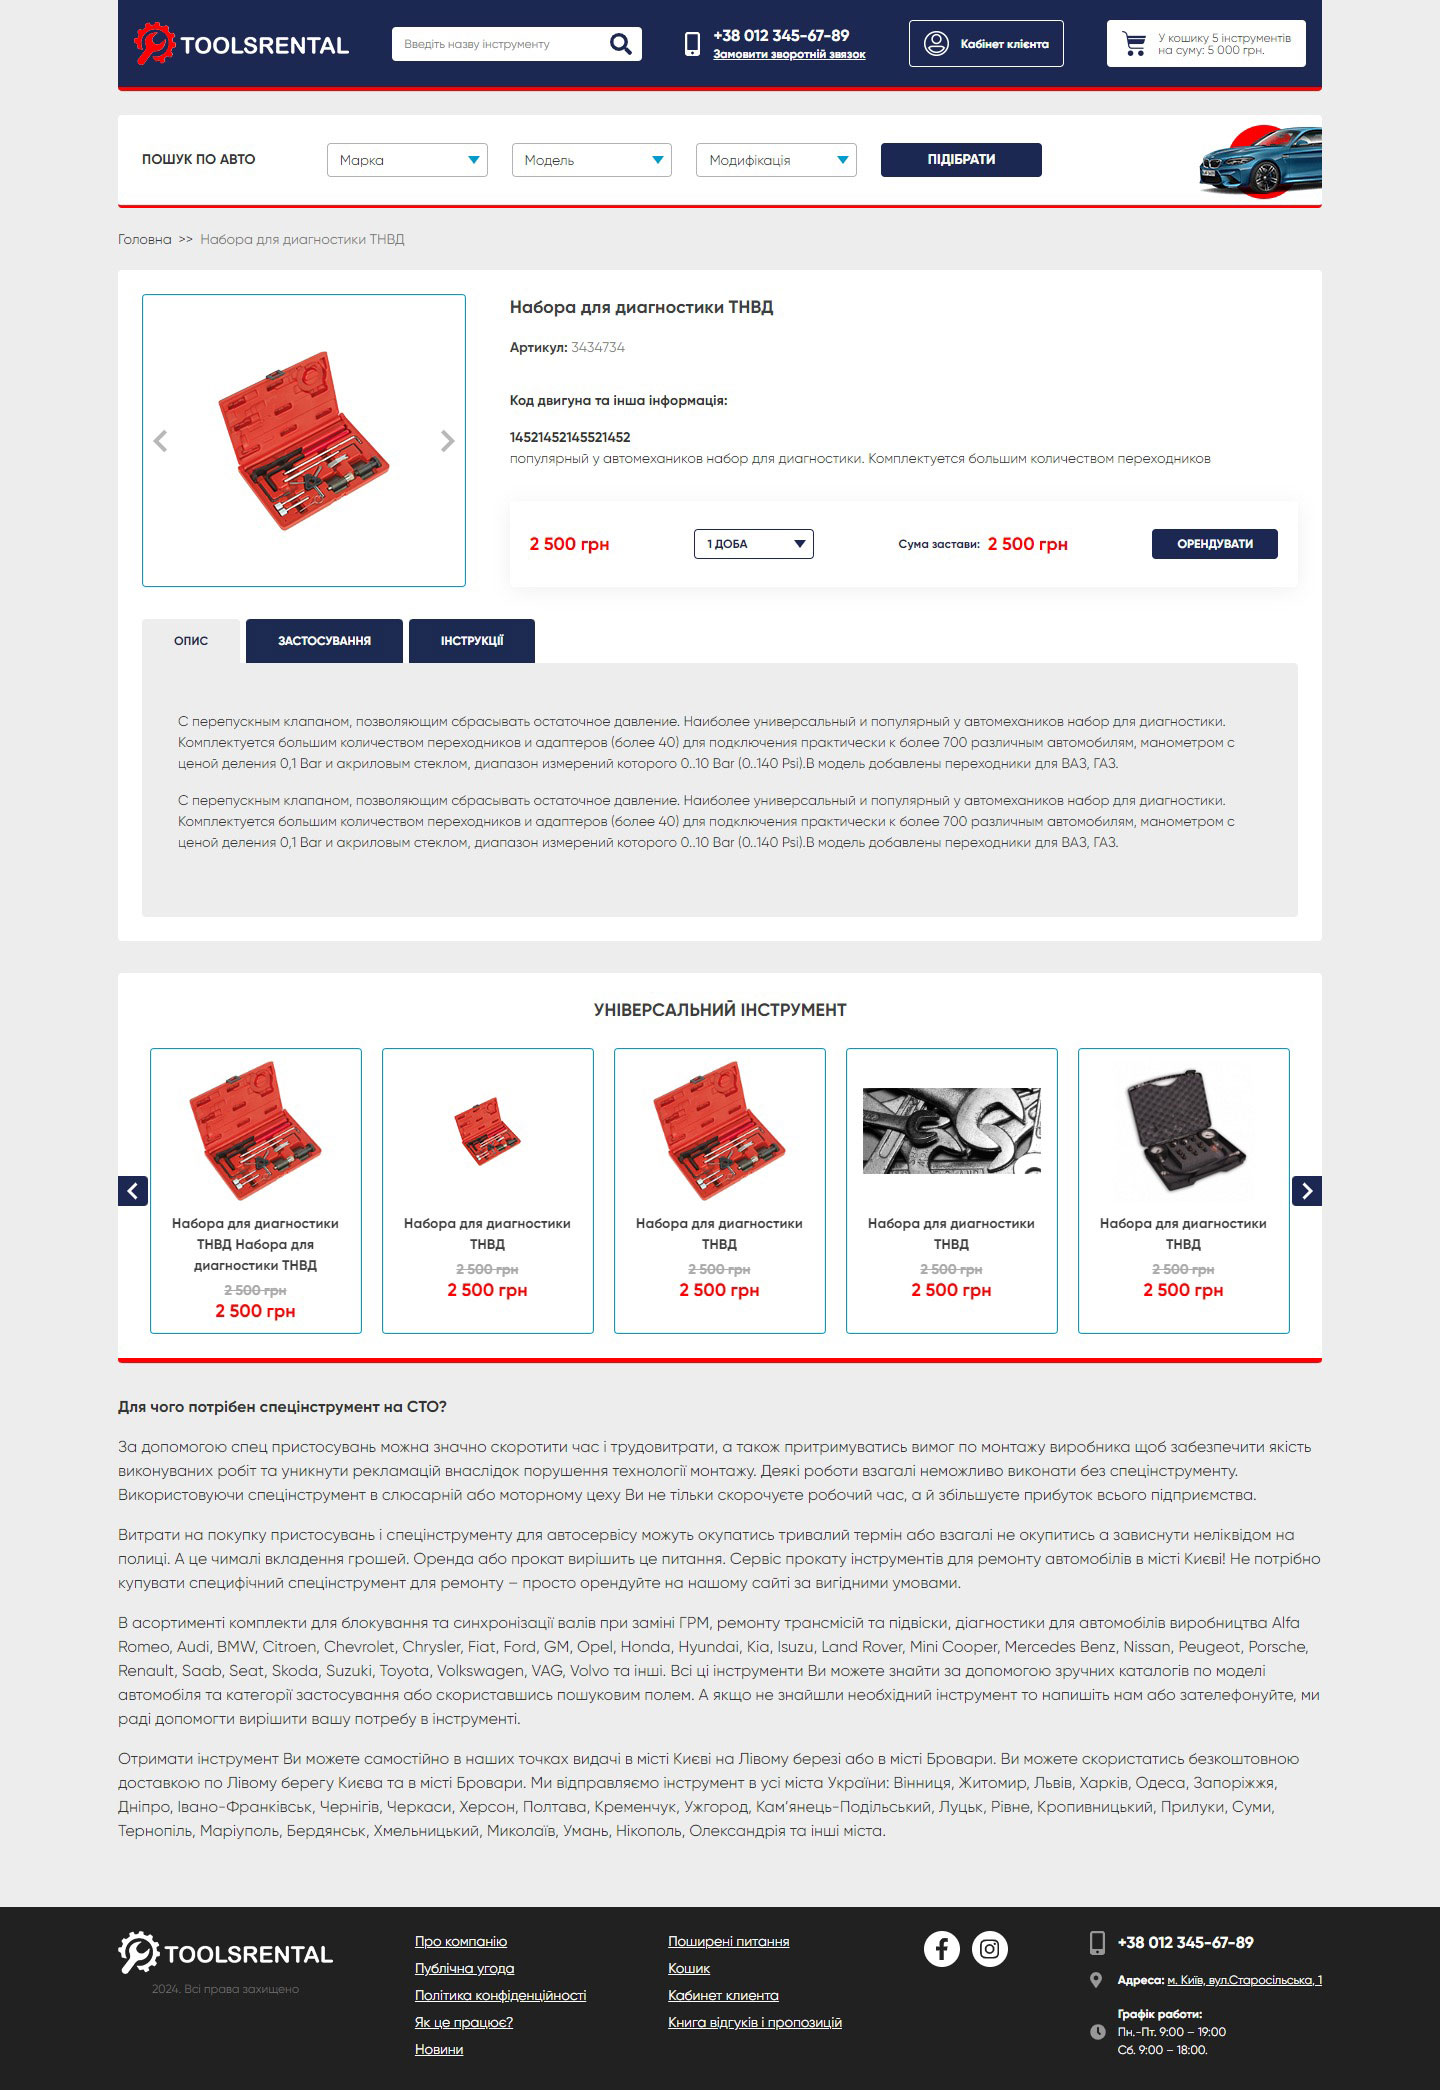 TOOLSRENTAL
Введіть назву інструменту
+38 012 345-67-89
Замовити зворотній звязок
Кабінет клієнта
У кошику 5 інструментів
на суму: 5 000 грн.
ПОШУК ПО АВТО
Марка
Модель
Модифікація
ПІДІБРАТИ
Головна >> Набора для диагностики ТНВД
Набора для диагностики ТНВД
Артикул: 3434734
Код двигуна та інша інформація:
14521452145521452
популярный у автомехаников набор для диагностики. Комплектуется большим количеством переходников
2 500 грн
1 ДОБА
Сума застави: 2 500 грн
ОРЕНДУВАТИ
ОПИС
ЗАСТОСУВАННЯ
ІНСТРУКЦІЇ
С перепускным клапаном, позволяющим сбрасывать остаточное давление. Наиболее универсальный и популярный у автомехаников набор для диагностики.
Комплектуется большим количеством переходников и адаптеров (более 40) для подключения практически к более 700 различным автомобилям, манометром с
ценой деления 0,1 Bar и акриловым стеклом, диапазон измерений которого 0..10 Bar (0..140 Psi).В модель добавлены переходники для ВАЗ, ГАЗ.
С перепускным клапаном, позволяющим сбрасывать остаточное давление. Наиболее универсальный и популярный у автомехаников набор для диагностики.
Комплектуется большим количеством переходников и адаптеров (более 40) для подключения практически к более 700 различным автомобилям, манометром с
ценой деления 0,1 Bar и акриловым стеклом, диапазон измерений которого 0..10 Bar (0..140 Psi).В модель добавлены переходники для ВАЗ, ГАЗ.
УНІВЕРСАЛЬНИЙ ІНСТРУМЕНТ
Набора для диагностики
ТНВД Набора для
диагностики ТНВД
2 500 грн
2 500 грн
Набора для диагностики
ТНВД
2 500 грн
2 500 грн
Набора для диагностики
ТНВД
2 500 грн
2 500 грн
Набора для диагностики
ТНВД
2 500 грн
2 500 грн
Набора для диагностики
ТНВД
2 500 грн
2 500 грн
Для чого потрібен спецінструмент на СТО?
За допомогою спец пристосувань можна значно скоротити час і трудовитрати, а також притримуватись вимог по монтажу виробника щоб забезпечити якість
виконуваних робіт та уникнути рекламацій внаслідок порушення технології монтажу. Деякі роботи взагалі неможливо виконати без спецінструменту.
Використовуючи спецінструмент в слюсарній або моторному цеху Ви не тільки скорочуєте робочий час, а й збільшуєте прибуток всього підприємства.
Витрати на покупку пристосувань і спецінструменту для автосервісу можуть окупатись тривалий термін або взагалі не окупитись а зависнути неліквідом на
полиці. А це чималі вкладення грошей. Оренда або прокат вирішить це питання. Сервіс прокату інструментів для ремонту автомобілів в місті Києві! Не потрібно
купувати специфічний спецінструмент для ремонту – просто орендуйте на нашому сайті за вигідними умовами.
В асортименті комплекти для блокування та синхронізації валів при заміні ГРМ, ремонту трансмісій та підвіски, діагностики для автомобілів виробництва Alfa
Romeo, Audi, BMW, Citroen, Chevrolet, Chrysler, Fiat, Ford, GM, Opel, Honda, Hyundai, Kia, Isuzu, Land Rover, Mini Cooper, Mercedes Benz, Nissan, Peugeot, Porsche,
Renault, Saab, Seat, Skoda, Suzuki, Toyota, Volkswagen, VAG, Volvo та інші. Всі ці інструменти Ви можете знайти за допомогою зручних каталогів по моделі
автомобіля та категорії застосування або скориставшись пошуковим полем. А якщо не знайшли необхідний інструмент то напишіть нам або зателефонуйте, ми
раді допомогти вирішити вашу потребу в інструменті.
Отримати інструмент Ви можете самостійно в наших точках видачі в місті Києві на Лівому березі або в місті Бровари. Ви можете скористатись безкоштовною
доставкою по Лівому берегу Києва та в місті Бровари. Ми відправляємо інструмент в усі міста України: Вінниця, Житомир, Львів, Харків, Одеса, Запоріжжя,
Дніпро, Івано-Франківськ, Чернігів, Черкаси, Херсон, Полтава, Кременчук, Ужгород, Кам'янець-Подільський, Луцьк, Рівне, Кропивницький, Прилуки, Суми,
Тернопіль, Маріуполь, Бердянськ, Хмельницький, Миколаїв, Умань, Нікополь, Олександрія та інші міста.
TOOLSRENTAL
2024. Всі права захищено
Про компанію
Публічна угода
Політика конфіденційності
Як це працює?
Новини
Поширені питання
Кошик
Кабинет клиента
Книга відгуків і пропозицій
+38 012 345-67-89
Адреса: м. Київ, вул.Старосільська, 1
Графік работи:
Пн.-Пт. 9:00 – 19:00
Сб. 9:00 – 18:00.